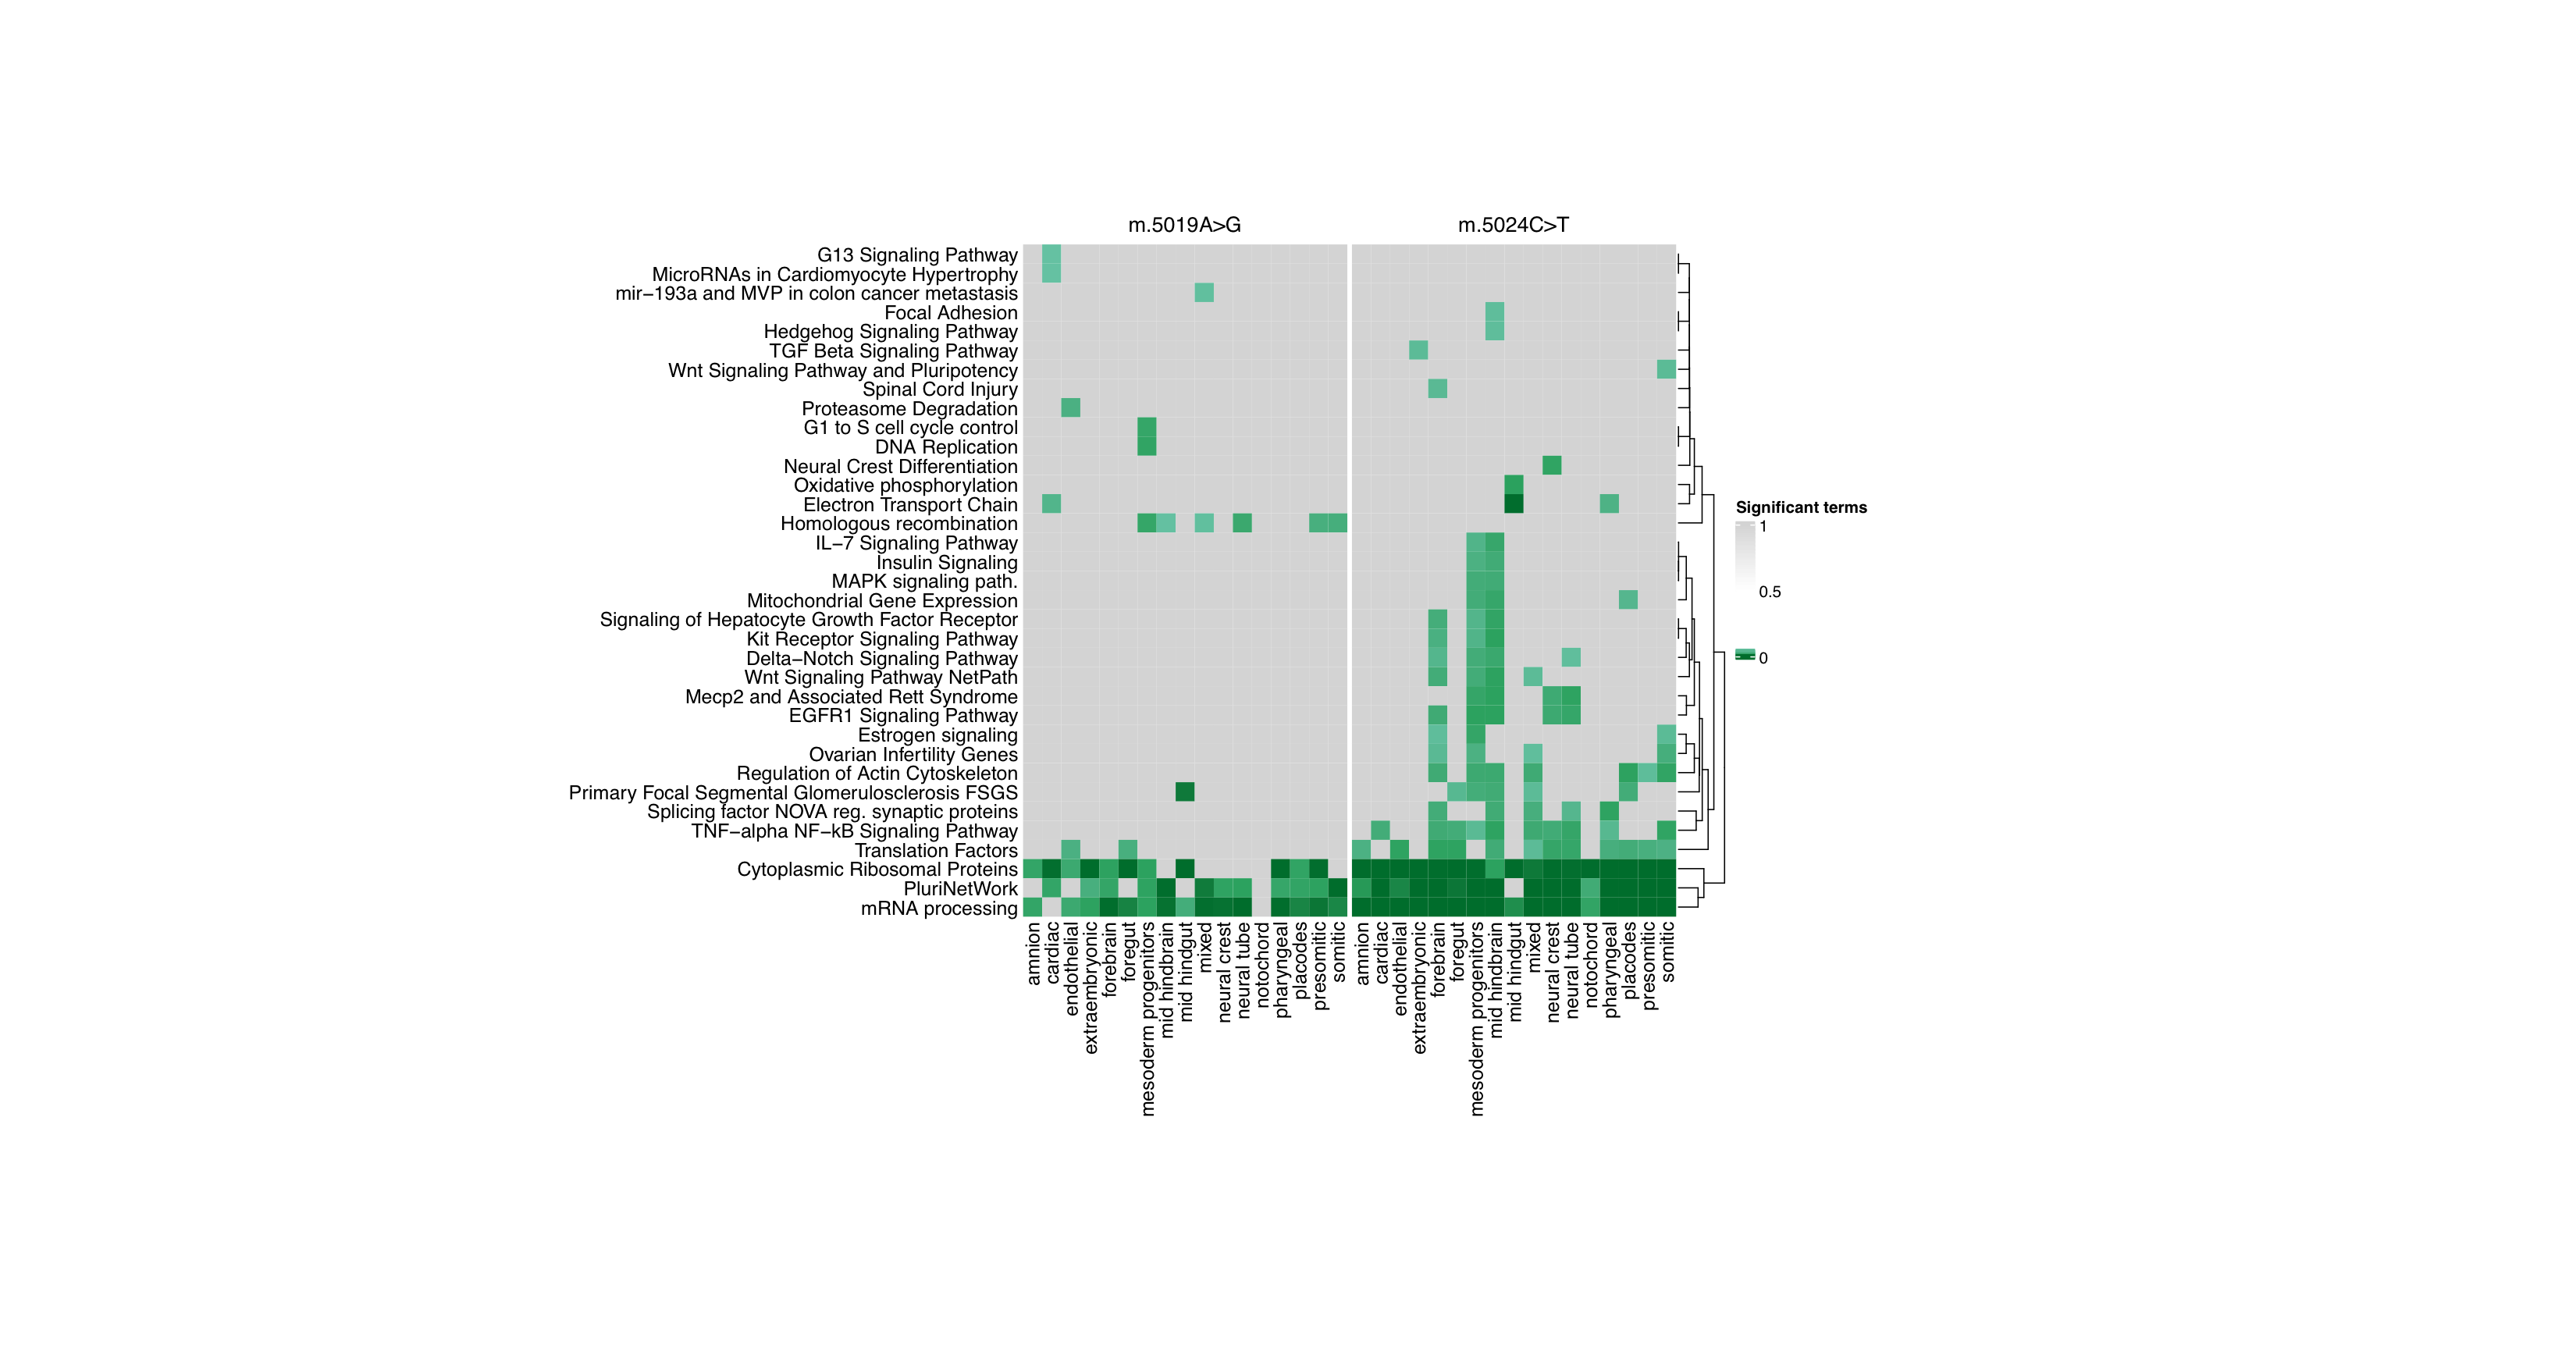 m.5019A>G m.5024C>T
G13 Signaling Pathway
MicroRNAs in Cardiomyocyte Hypertrophy
mir−193a and MVP in colon cancer metastasis
Focal Adhesion
Hedgehog Signaling Pathway
TGF Beta Signaling Pathway
Wnt Signaling Pathway and Pluripotency
Spinal Cord Injury
Proteasome Degradation
G1 to S cell cycle control
DNA Replication
Neural Crest Differentiation
Oxidative phosphorylation
Electron Transport Chain
Homologous recombination
IL−7 Signaling Pathway
Insulin Signaling
MAPK signaling path.
Mitochondrial Gene Expression
Signaling of Hepatocyte Growth Factor Receptor
Kit Receptor Signaling Pathway
Delta−Notch Signaling Pathway
Wnt Signaling Pathway NetPath
Mecp2 and Associated Rett Syndrome
EGFR1 Signaling Pathway
Estrogen signaling
Ovarian Infertility Genes
Regulation of Actin Cytoskeleton
Primary Focal Segmental Glomerulosclerosis FSGS
Splicing factor NOVA reg. synaptic proteins
TNF−alpha NF−kB Signaling Pathway
Translation Factors
Cytoplasmic Ribosomal Proteins
PluriNetWork
mRNA processing
amnion
cardiac
endothelial
extraembryonic
forebrain
foregut
mesoderm progenitors
mid hindbrain
mid hindgut
mixed
neural crest
neural tube
notochord
pharyngeal
placodes
presomitic
somitic
amnion
cardiac
endothelial
extraembryonic
forebrain
foregut
mesoderm progenitors
mid hindbrain
mid hindgut
mixed
neural crest
neural tube
notochord
pharyngeal
placodes
presomitic
somitic
Significant terms
1
0.5
0